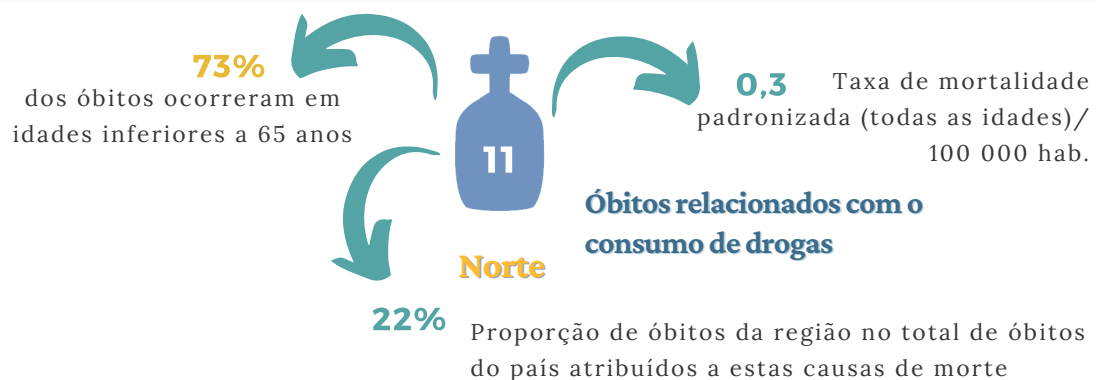 73%
dos óbitos ocorreram em
idades inferiores a 65 anos
11
0,3 Taxa de mortalidade
padronizada (todas as idades)/
100 000 hab.
Óbitos relacionados com o
consumo de drogas
Norte
22%
Proporção de óbitos da região no total de óbitos
do país atribuídos a estas causas de morte